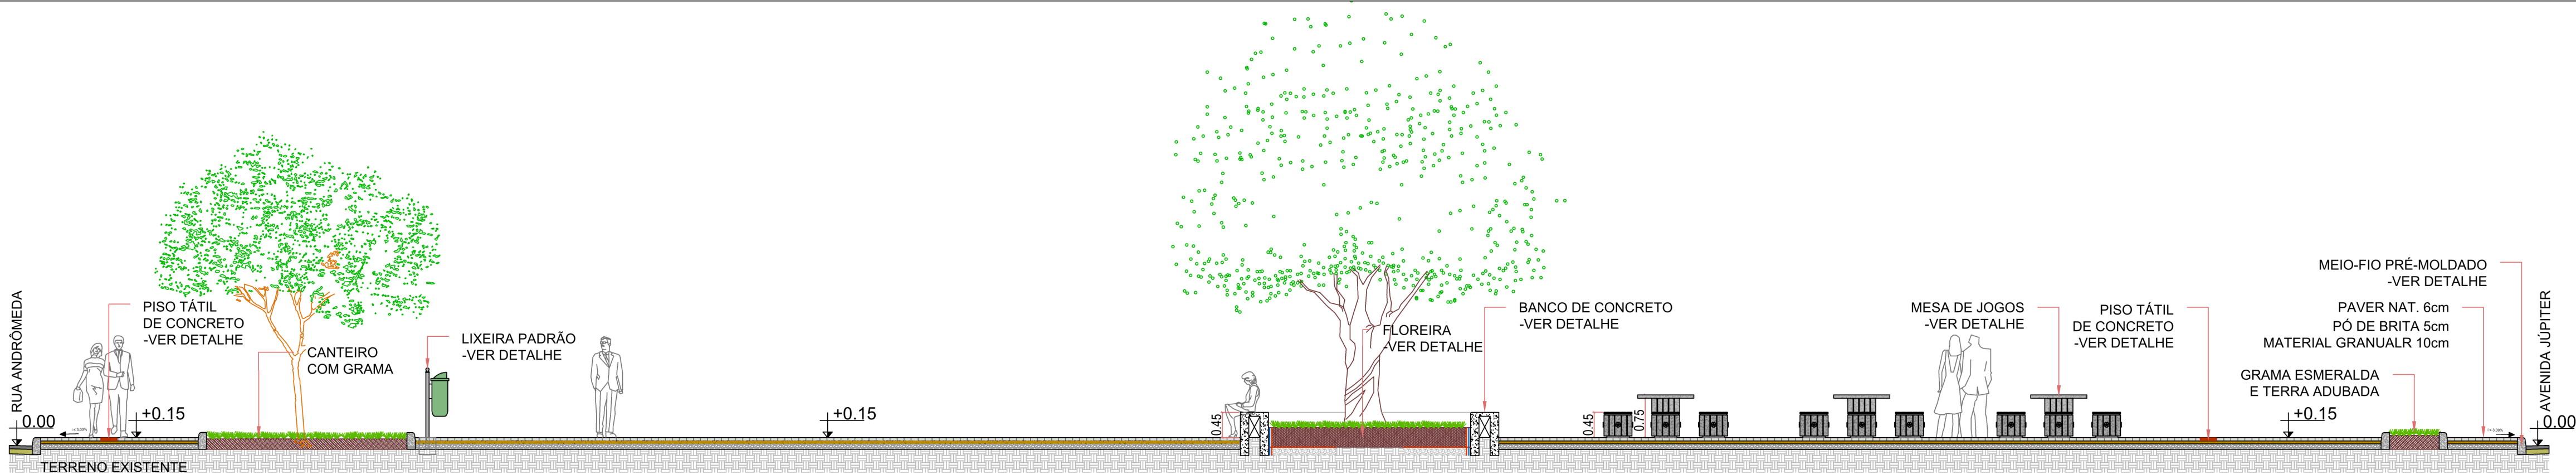 RUA ANDRÔMEDA
0.00
PISO TÁTIL
DE CONCRETO
-VER DETALHE
+0.15
CANTEIRO
COM GRAMA
LIXEIRA PADRÃO
-VER DETALHE
TERRENO EXISTENTE
+0.15
0.45
FLOREIRA
-VER DETALHE
BANCO DE CONCRETO
-VER DETALHE
0.45
0.75
MESA DE JOGOS
-VER DETALHE
PISO TÁTIL
DE CONCRETO
-VER DETALHE
MEIO-FIO PRÉ-MOLDADO
-VER DETALHE
PAVER NAT. 6cm
PÓ DE BRITA 5cm
MATERIAL GRANUALR 10cm
GRAMA ESMERALDA
E TERRA ADUBADA
+0.15
AVENIDA JÚPITER
0.00